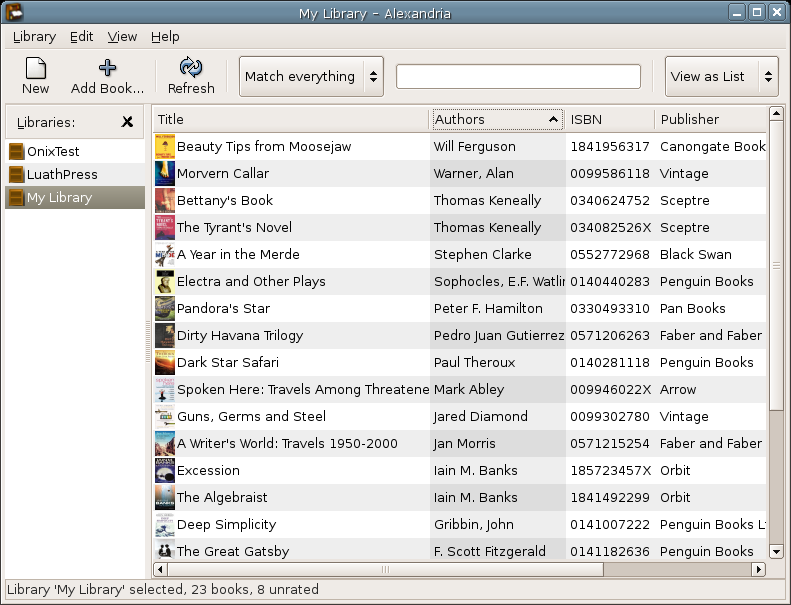 My Library – Alexandria
Library Edit View Help
New Add Book... Refresh Match everything View as List
Libraries:
OnixTest
LuathPress
My Library
Title Authors ISBN Publisher
Beauty Tips from Moosejaw Will Ferguson 1841956317 Canongate Book
Morvern Callar Warner, Alan 0099586118 Vintage
Bettany's Book Thomas Keneally 0340624752 Sceptre
The Tyrant's Novel Thomas Keneally 034082526X Sceptre
A Year in the Merde Stephen Clarke 0552772968 Black Swan
Electra and Other Plays Sophocles, E.F. Watlin 0140440283 Penguin Books
Pandora's Star Peter F. Hamilton 0330493310 Pan Books
Dirty Havana Trilogy Pedro Juan Gutierrez 0571206263 Faber and Faber
Dark Star Safari Paul Theroux 0140281118 Penguin Books
Spoken Here: Travels Among Threatene Mark Abley 009946022X Arrow
Guns, Germs and Steel Jared Diamond 0099302780 Vintage
A Writer's World: Travels 1950-2000 Jan Morris 0571215254 Faber and Faber
Excession Iain M. Banks 185723457X Orbit
The Algebraist Iain M. Banks 1841492299 Orbit
Deep Simplicity Gribbin, John 0141007222 Penguin Books Lt
The Great Gatsby F. Scott Fitzgerald 0141182636 Penguin Books
Library 'My Library' selected, 23 books, 8 unrated